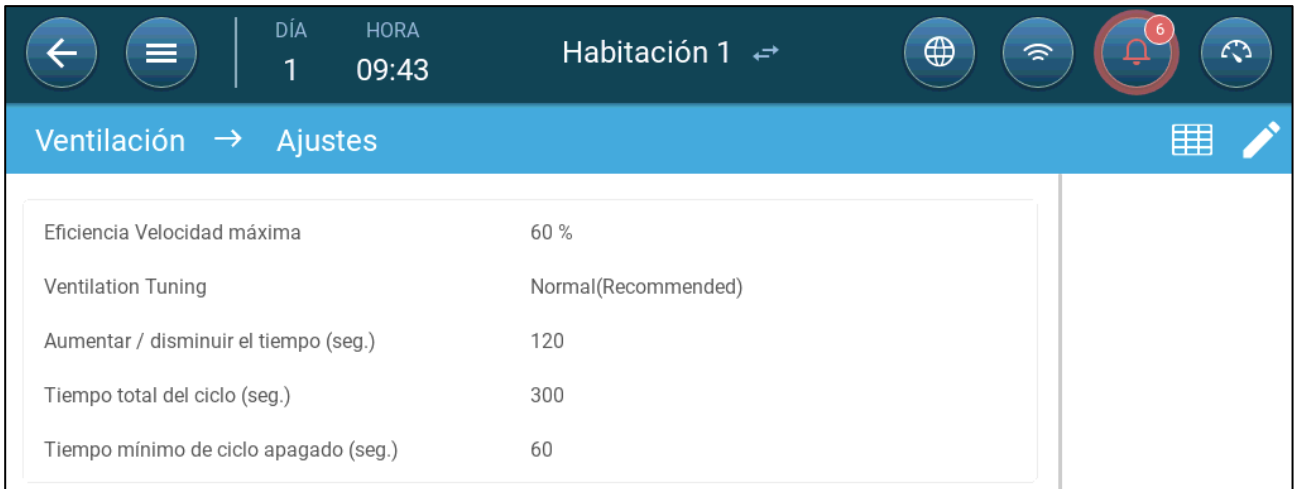 DÍA HORA
1 09:43 Habitación 1 6
Ventilación → Ajustes
Eficiencia Velocidad máxima 60 %
Ventilation Tuning Normal(Recommended)
Aumentar / disminuir el tiempo (seg.) 120
Tiempo total del ciclo (seg.) 300
Tiempo mínimo de ciclo apagado (seg.) 60